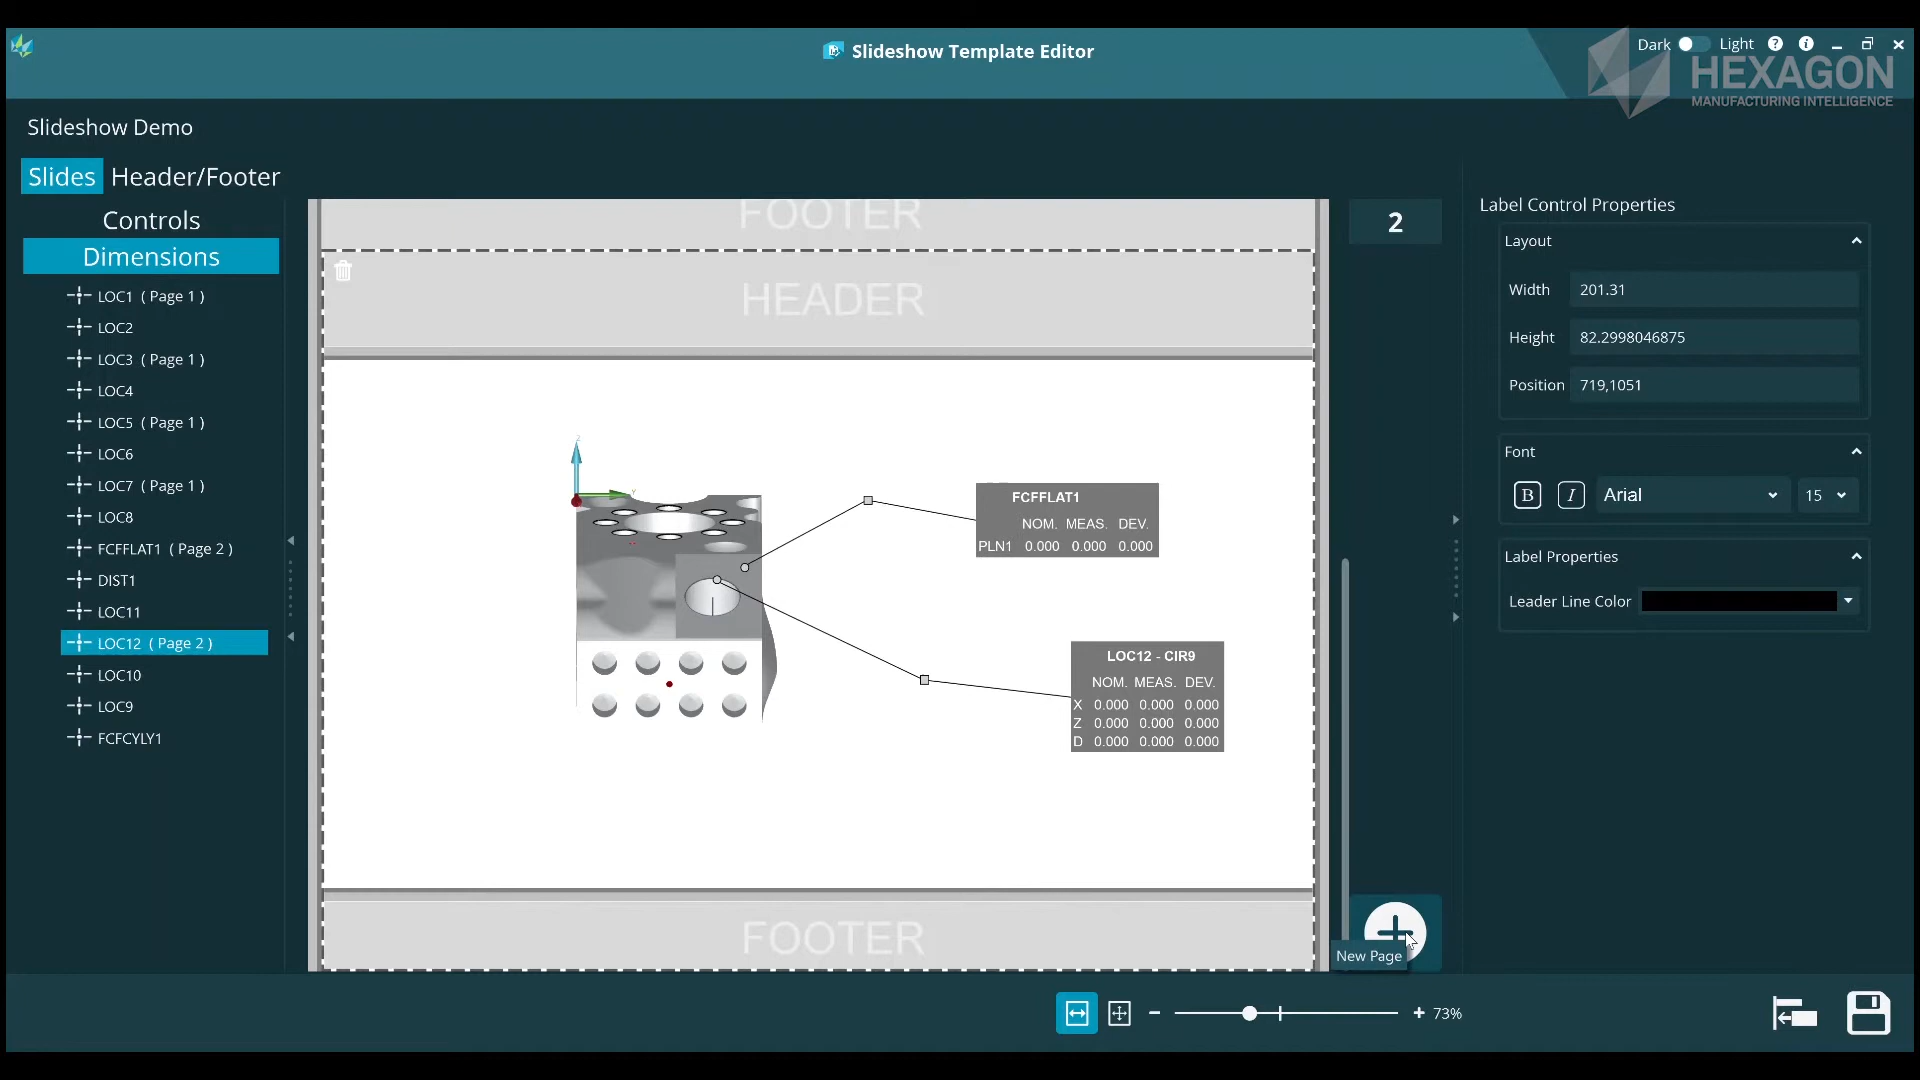 Slideshow Template Editor
Dark Light
HEXAGON
MANUFACTURING INTELLIGENCE
Slideshow Demo
Slides Header/Footer
Controls
Dimensions
LOC1 ( Page 1 )
LOC2
LOC3 ( Page 1 )
LOC4
LOC5 ( Page 1 )
LOC6
LOC7 ( Page 1 )
LOC8
FCFFLAT1 ( Page 2 )
DIST1
LOC11
LOC12 ( Page 2 )
LOC10
LOC9
FCFCYLY1
FOOTER
HEADER
Z
Y
FCFFLAT1
NOM. MEAS. DEV.
PLN1 0.000 0.000 0.000
LOC12 - CIR9
NOM. MEAS. DEV.
X 0.000 0.000 0.000
Z 0.000 0.000 0.000
D 0.000 0.000 0.000
FOOTER
2
New Page
Label Control Properties
Layout
Width 201.31
Height 82.2998046875
Position 719,1051
Font
B I Arial 15
Label Properties
Leader Line Color
73%